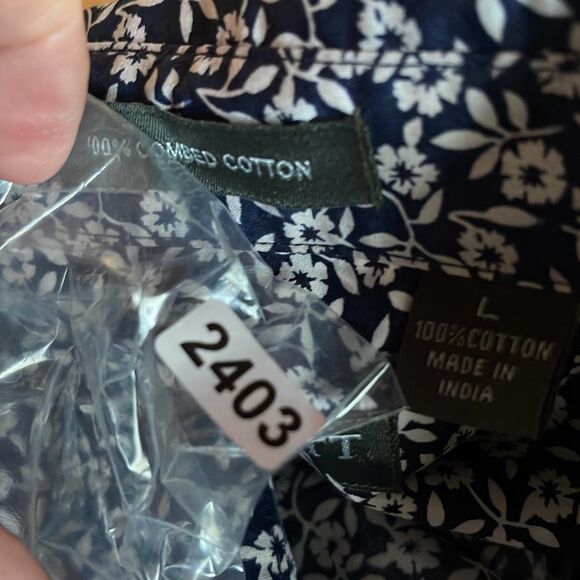 100% COMBED COTTON
L
100%COTTON
MADE IN
INDIA
2403